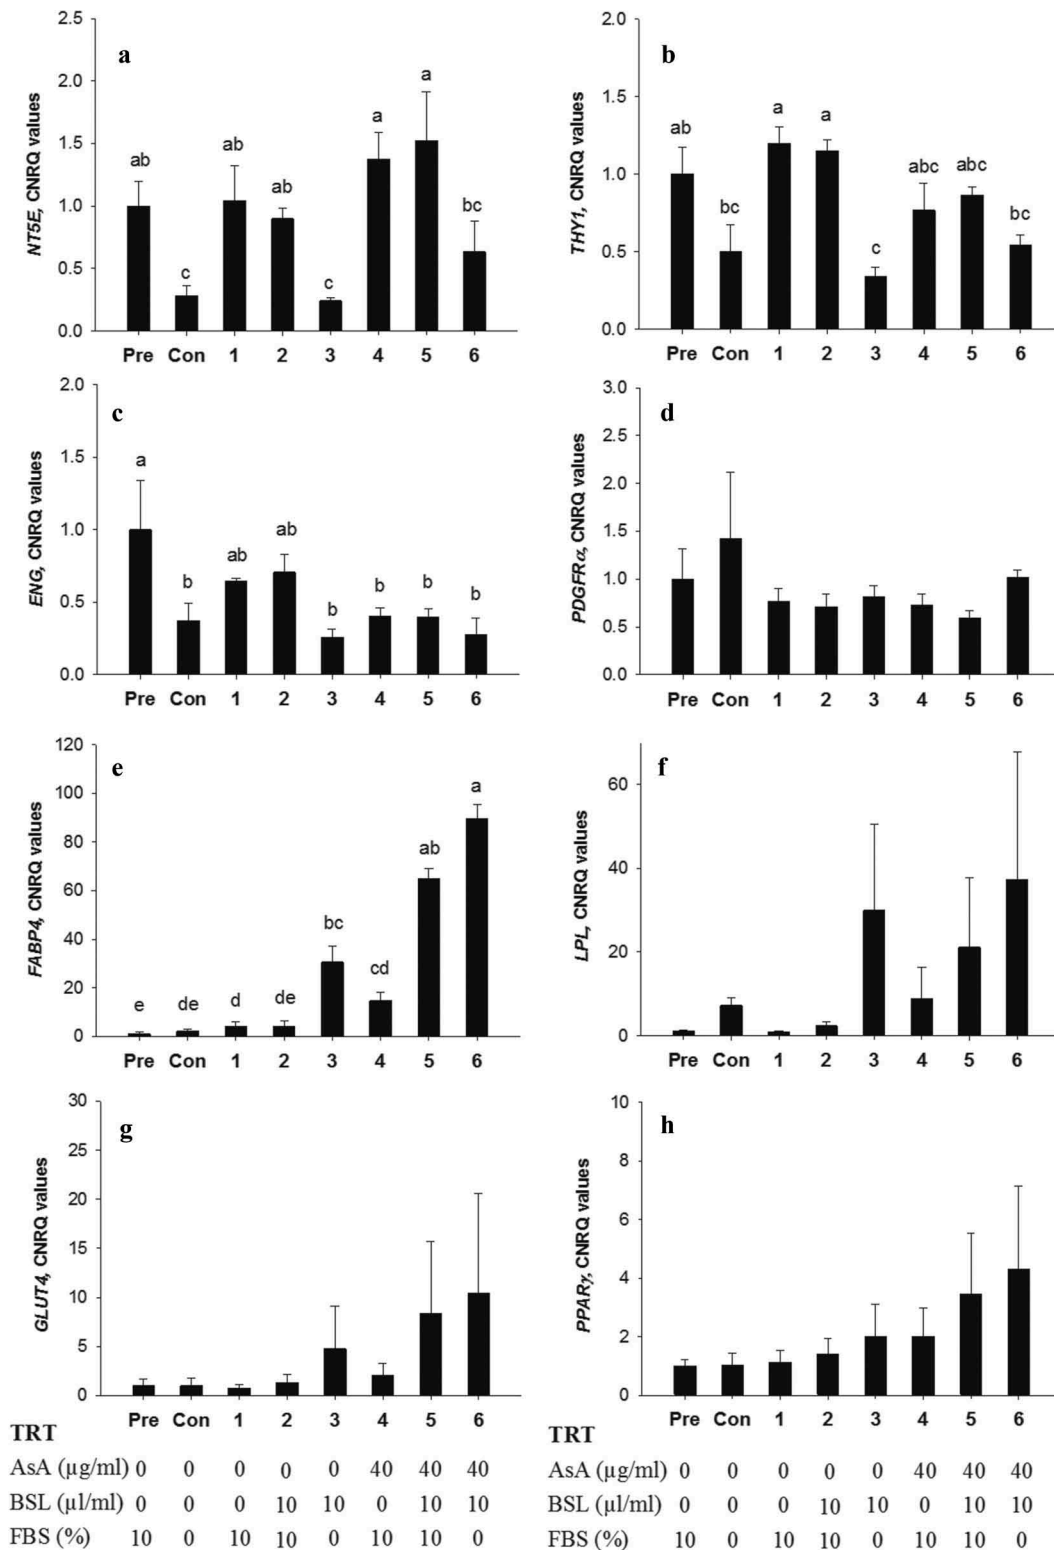 a
NT5E, CNRQ values
2.5
2.0
1.5
1.0
0.5
0.0
ab
c
ab
ab
c
a
a
bc
Pre Con 1 2 3 4 5 6
b
THY1, CNRQ values
2.0
1.5
1.0
0.5
0.0
ab
bc
a
a
c
abc
abc
bc
Pre Con 1 2 3 4 5 6
c
ENG, CNRQ values
2.0
1.5
1.0
0.5
0.0
a
b
ab
ab
b
b
b
b
Pre Con 1 2 3 4 5 6
d
PDGFRα, CNRQ values
3.0
2.5
2.0
1.5
1.0
0.5
0.0
Pre Con 1 2 3 4 5 6
e
FABP4, CNRQ values
120
100
80
60
40
20
0
e
de
d
de
bc
cd
ab
a
Pre Con 1 2 3 4 5 6
f
LPL, CNRQ values
60
40
20
0
Pre Con 1 2 3 4 5 6
g
GLUT4, CNRQ values
30
25
20
15
10
5
0
Pre Con 1 2 3 4 5 6
h
PPARγ, CNRQ values
10
8
6
4
2
0
Pre Con 1 2 3 4 5 6
TRT
AsA (µg/ml) 0 0 0 0 0 40 40 40
BSL (µl/ml) 0 0 0 10 10 0 10 10
FBS (%) 10 0 10 10 0 10 10 0
TRT
AsA (µg/ml) 0 0 0 0 0 40 40 40
BSL (µl/ml) 0 0 0 10 10 0 10 10
FBS (%) 10 0 10 10 0 10 10 0